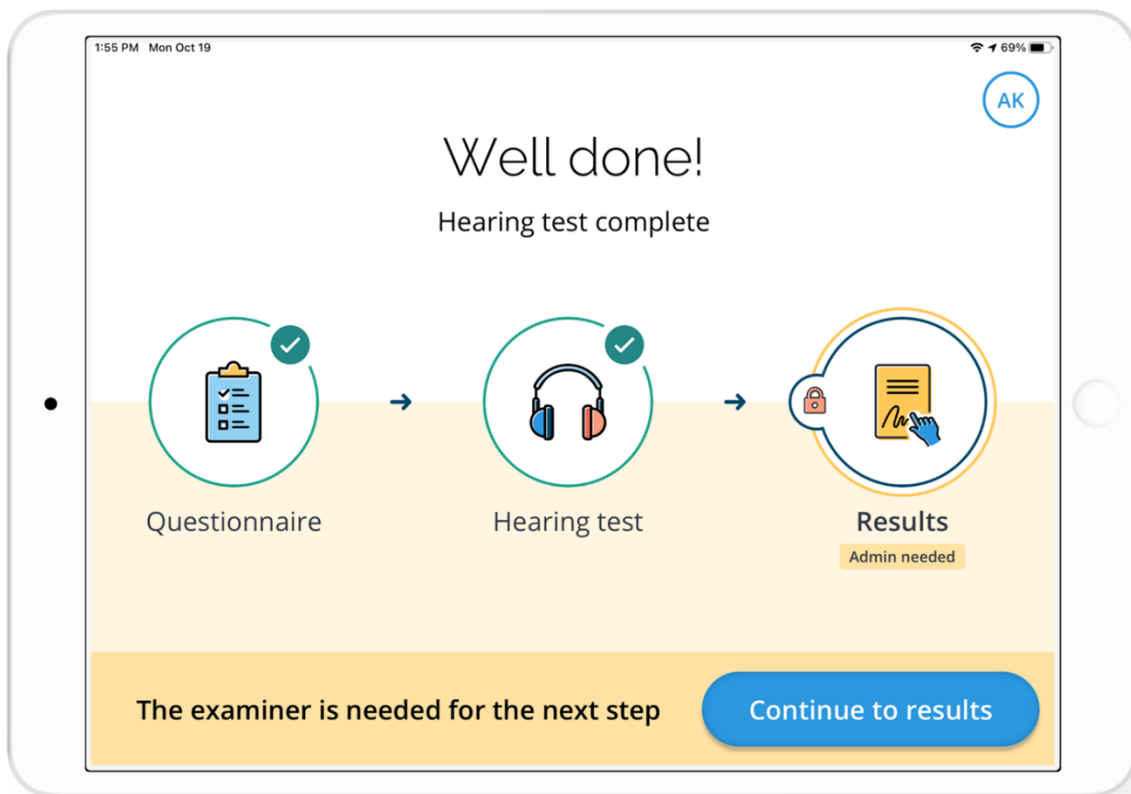 1:55 PM Mon Oct 19
69%
AK
Well done!
Hearing test complete
Questionnaire
Hearing test
Results
Admin needed
The examiner is needed for the next step
Continue to results